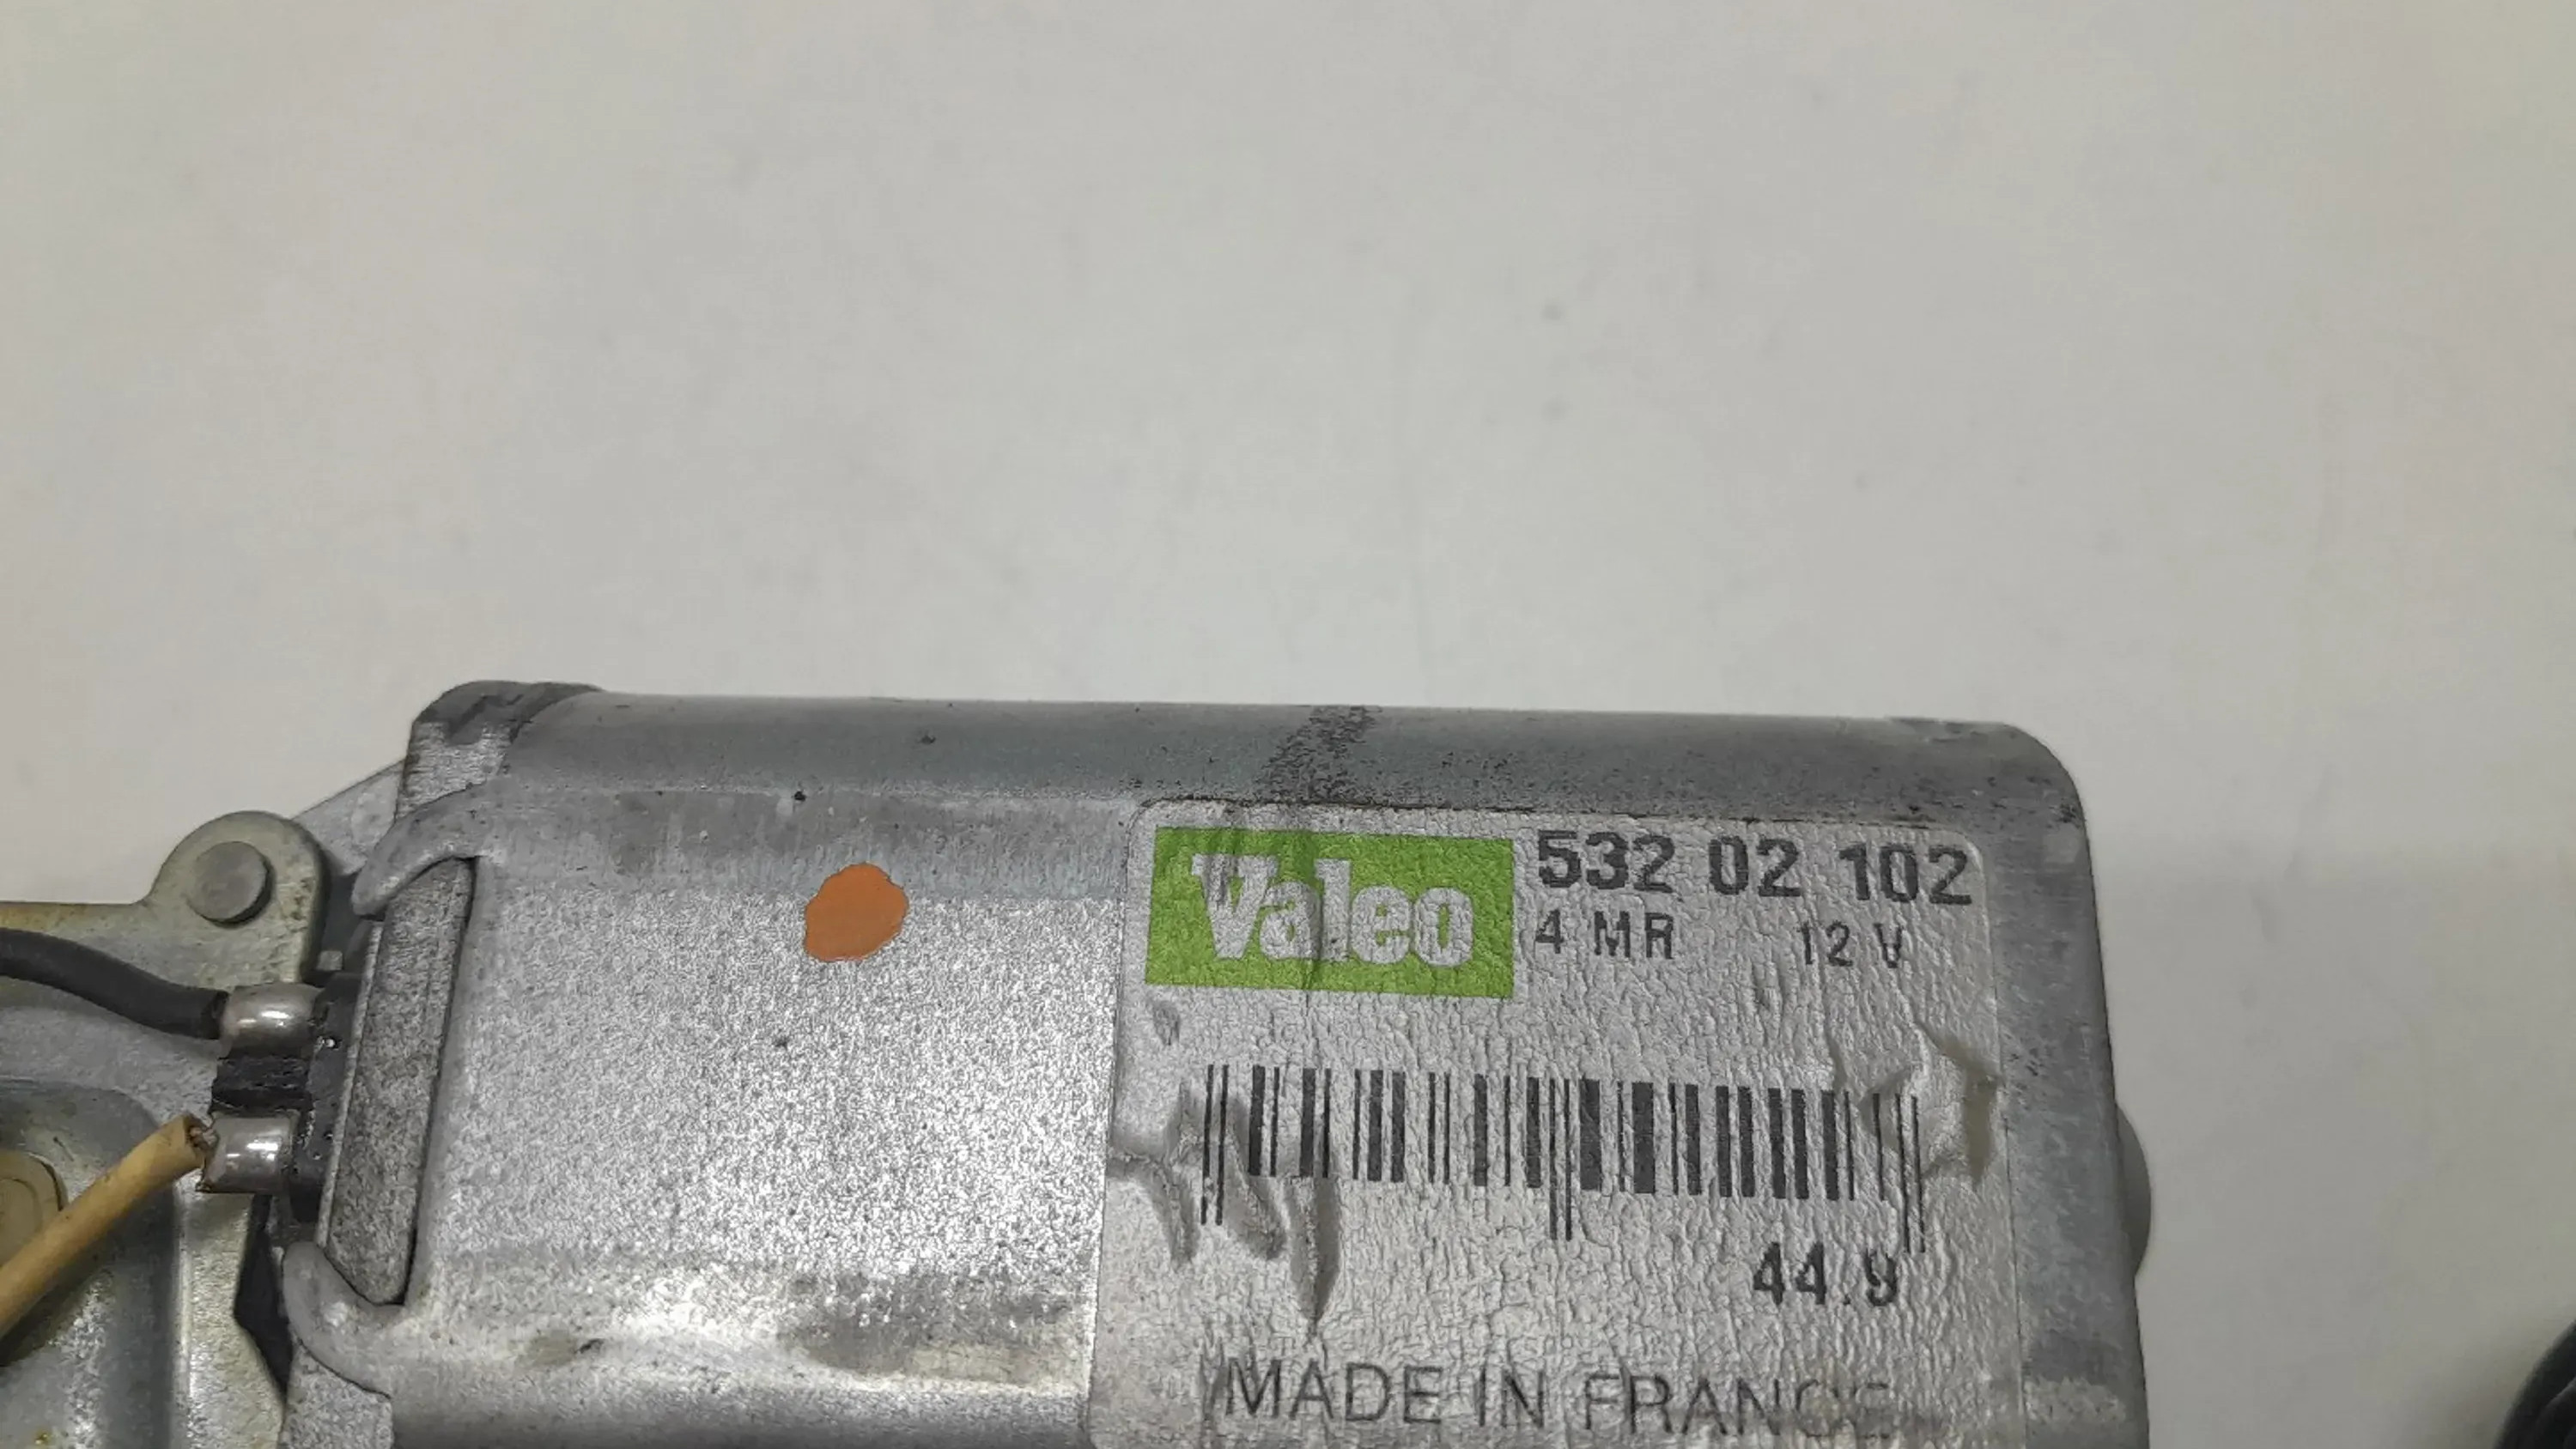 Valeo
532 02 102
4 MR 12 V
44.9
MADE IN FRANCE